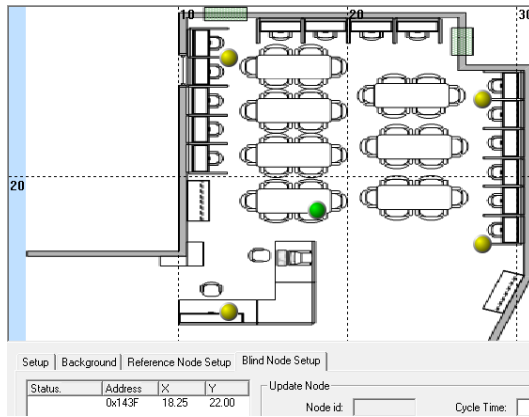 10 20 30
20
Setup Background Reference Node Setup Blind Node Setup
Status. Address X Y Update Node
0x143F 18.25 22.00 Node id: Cycle Time: